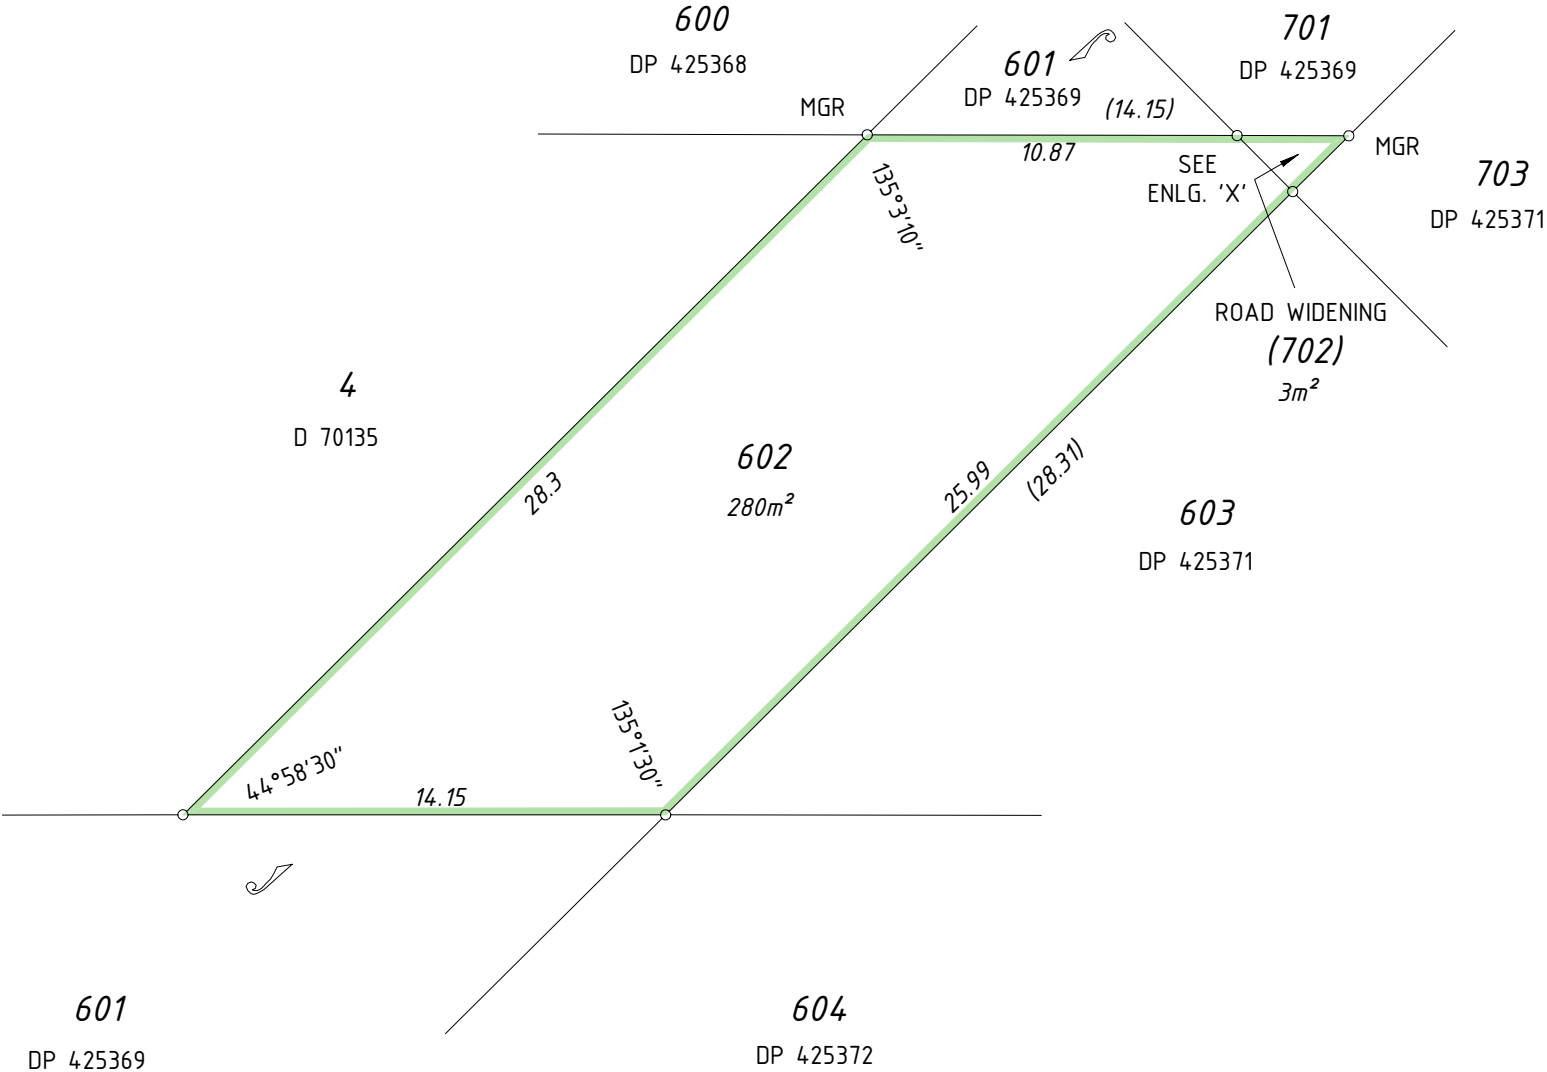 600
DP 425368
MGR
601
DP 425369
(14.15)
701
DP 425369
10.87
SEE
ENLG. 'X'
MGR
703
DP 425371
135°3'10"
ROAD WIDENING
(702)
3m²
4
D 70135
28.3
602
280m²
25.99
(28.31)
603
DP 425371
44°58'30"
135°1'30"
14.15
601
DP 425369
604
DP 425372